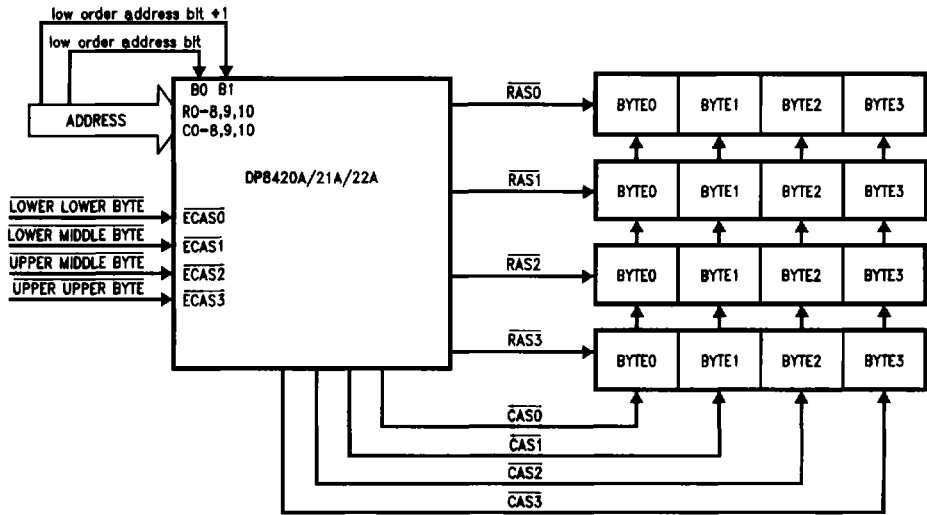 low order address bit +1
low order address bit
B0 B1
R0-8,9,10
C0-8,9,10
ADDRESS
DP8420A/21A/22A
LOWER LOWER BYTE
LOWER MIDDLE BYTE
UPPER MIDDLE BYTE
UPPER UPPER BYTE
ECAS0
ECAS1
ECAS2
ECAS3
RAS0
BYTE0 BYTE1 BYTE2 BYTE3
RAS1
BYTE0 BYTE1 BYTE2 BYTE3
RAS2
BYTE0 BYTE1 BYTE2 BYTE3
RAS3
BYTE0 BYTE1 BYTE2 BYTE3
CAS0
CAS1
CAS2
CAS3